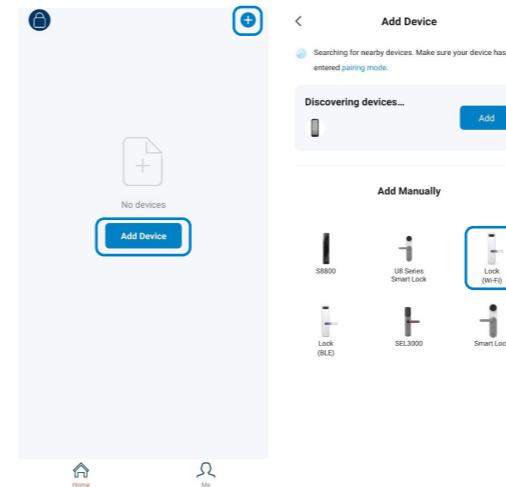 No devices
Add Device
Home
Me
Add Device
Searching for nearby devices. Make sure your device has
entered pairing mode.
Discovering devices...
Add
Add Manually
S8800
U8 Series
Smart Lock
Lock
(Wi-Fi)
Lock
(BLE)
SEL3000
Smart Loc